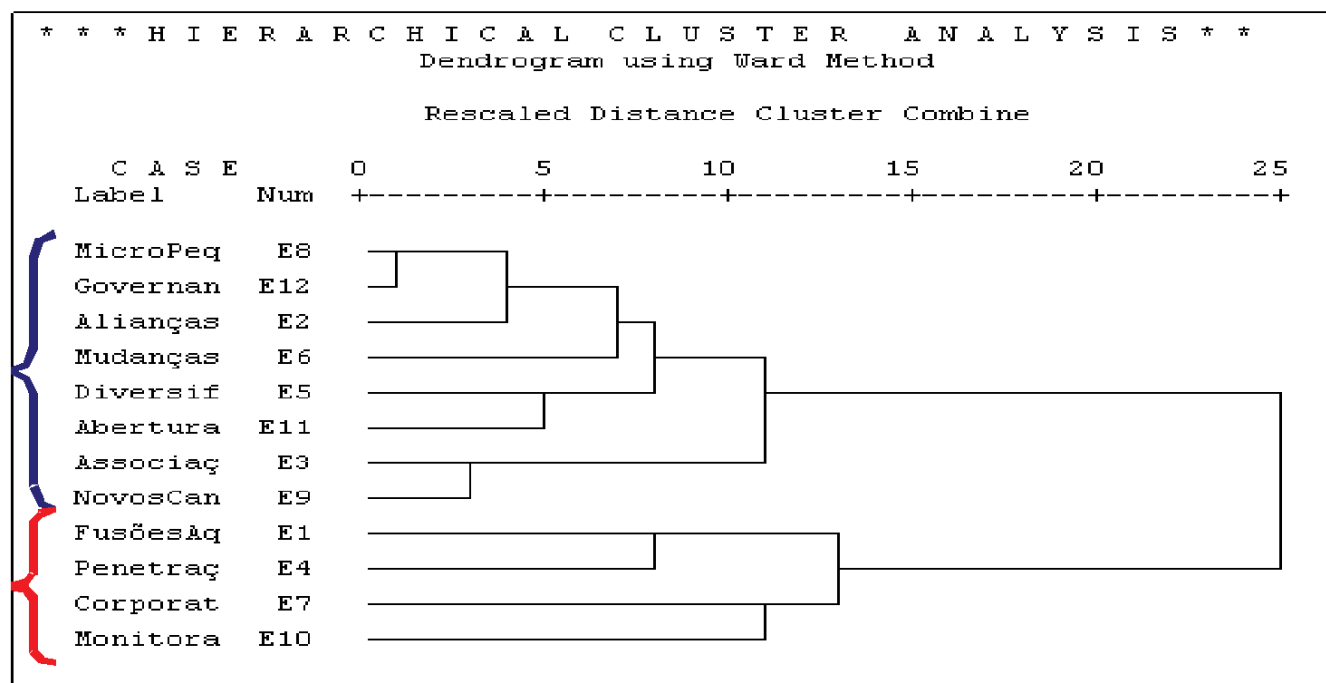 * * * H I E R A R C H I C A L C L U S T E R A N A L Y S I S * *
Dendrogram using Ward Method
Rescaled Distance Cluster Combine
C A S E 0 5 10 15 20 25
Label Num +---------+---------+---------+---------+---------+
MicroPeq E8
Governan E12
Alianças E2
Mudanças E6
Diversif E5
Abertura E11
Associaç E3
NovosCan E9
FusõesAq E1
Penetraç E4
Corporat E7
Monitora E10